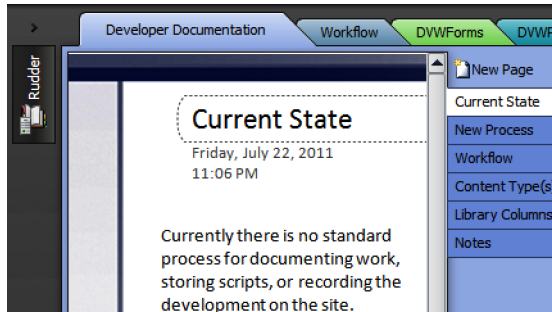 Developer Documentation
Workflow
DVWForms
Rudder
New Page
Current State
New Process
Workflow
Content Type(s
Library Columns
Notes
Current State
Friday, July 22, 2011
11:06 PM
Currently there is no standard
process for documenting work,
storing scripts, or recording the
development on the site.